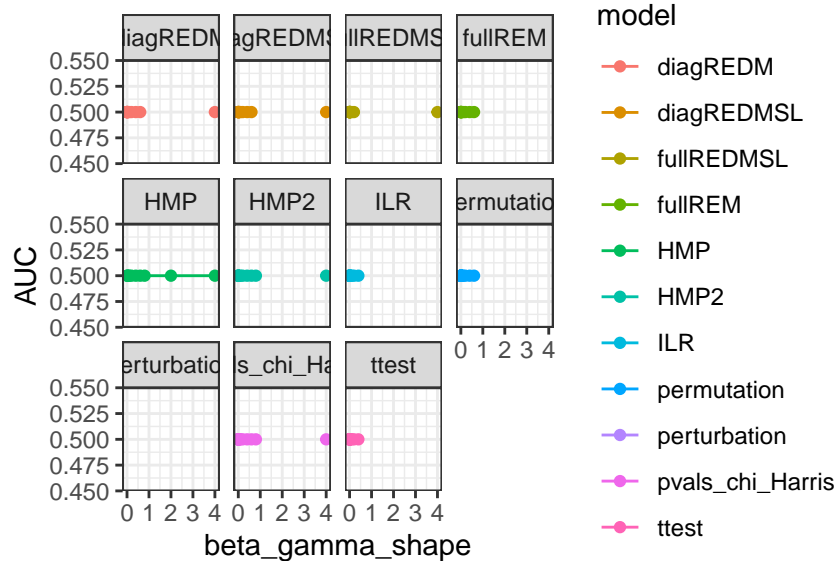 model
diagREDM agREDMS llREDMS fullREM
0.550
0.525
0.500
0.475
0.450
HMP HMP2 ILR ermutatio
0.550
0.525
0.500
0.475
0.450
0 1 2 3 4
erturbatio ls_chi_Ha ttest
0.550
0.525
0.500
0.475
0.450
0 1 2 3 4 0 1 2 3 4 0 1 2 3 4
AUC
beta_gamma_shape
diagREDM
diagREDMSL
fullREDMSL
fullREM
HMP
HMP2
ILR
permutation
perturbation
pvals_chi_Harris
ttest